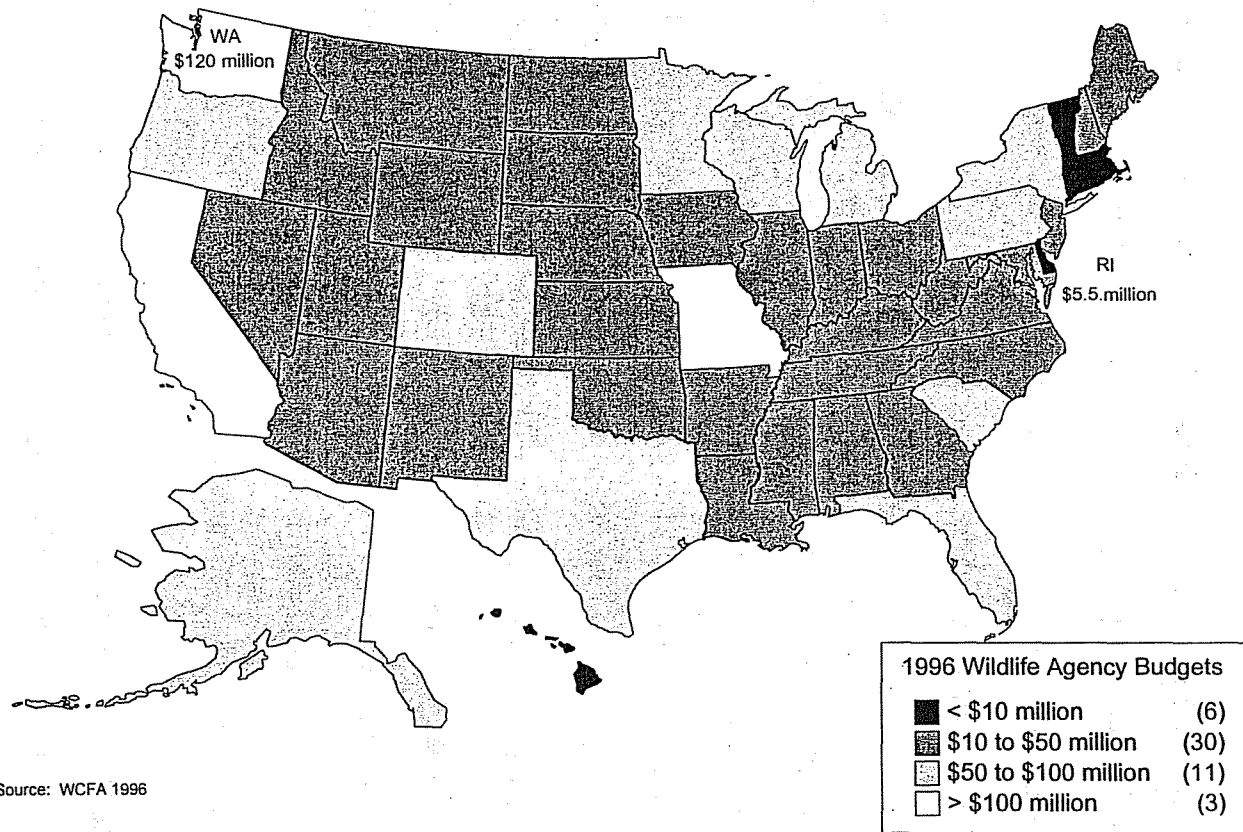 WA
$120 million
RI
$5.5.million
1996 Wildlife Agency Budgets
< $10 million (6)
$10 to $50 million (30)
$50 to $100 million (11)
> $100 million (3)
Source: WCFA 1996